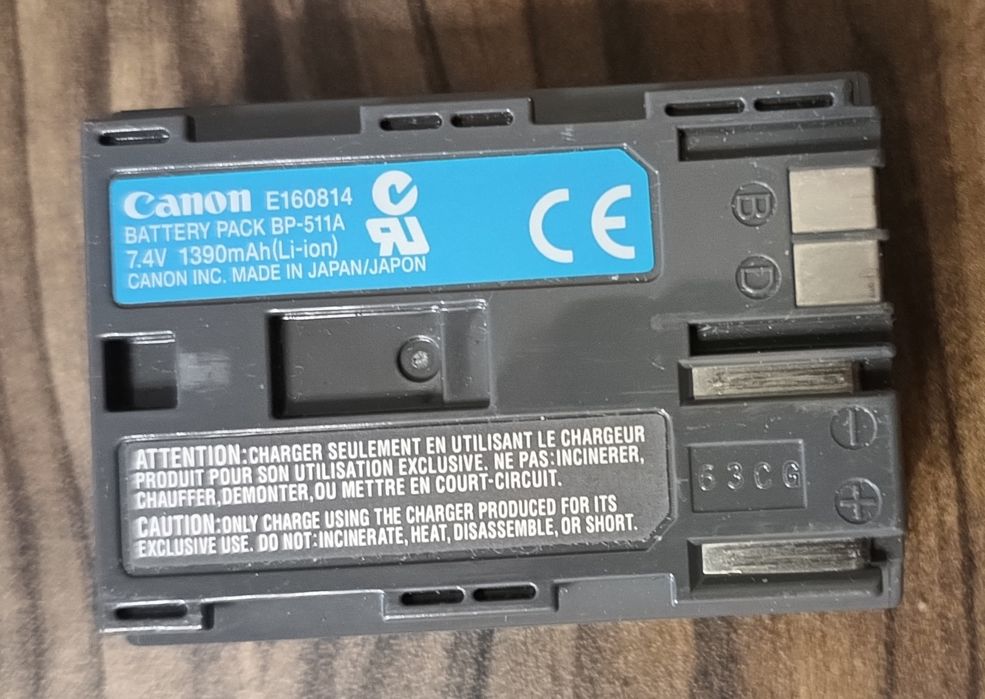 Canon E160814
BATTERY PACK BP-511A
7.4V 1390mAh(Li-ion)
CANON INC. MADE IN JAPAN/JAPON
CE
B
D
ATTENTION:CHARGER SEULEMENT EN UTILISANT LE CHARGEUR
PRODUIT POUR SON UTILISATION EXCLUSIVE. NE PAS:INCINERER,
CHAUFFER,DEMONTER,OU METTRE EN COURT-CIRCUIT.
CAUTION:ONLY CHARGE USING THE CHARGER PRODUCED FOR ITS
EXCLUSIVE USE. DO NOT:INCINERATE, HEAT, DISASSEMBLE, OR SHORT.
−
63CG
+